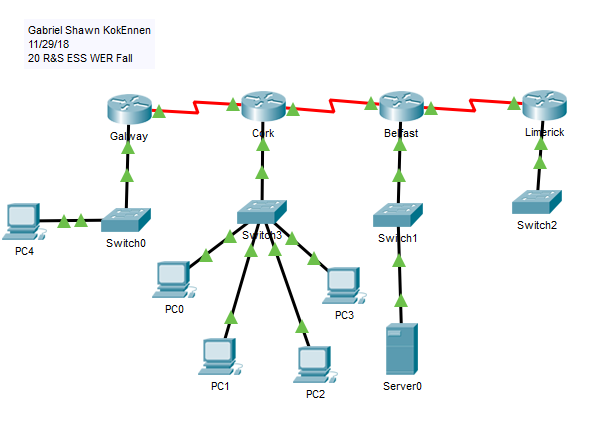 Gabriel Shawn KokEnnen
11/29/18
20 R&S ESS WER Fall
Galway
Cork
Belfast
Limerick
PC4
Switch0
Switch3
Switch1
Switch2
PC0
PC3
PC1
PC2
Server0